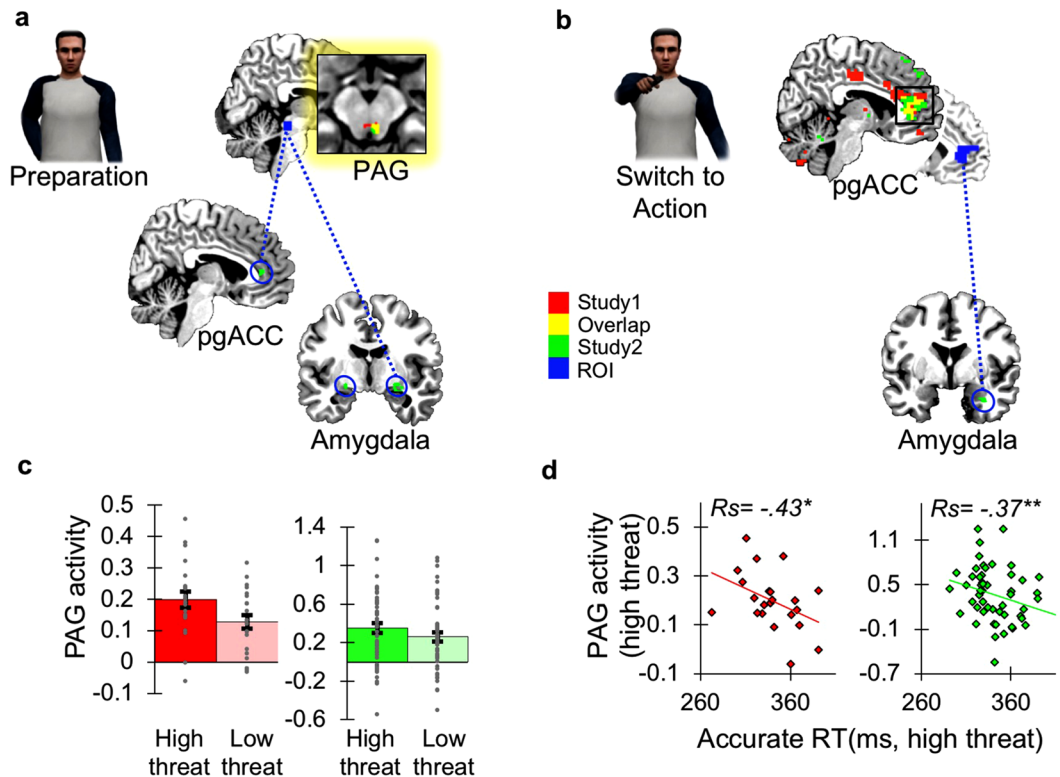 a
Preparation
PAG
pgACC
Amygdala
b
Switch to
Action
pgACC
Amygdala
Study1
Overlap
Study2
ROI
c
PAG activity
0.5
0.4
0.3
0.2
0.1
0
-0.1
High
threat
Low
threat
1.4
1
0.6
0.2
-0.2
-0.6
High
threat
Low
threat
d
PAG activity
(high threat)
Rs= -.43*
0.5
0.3
0.1
-0.1
260
360
Rs= -.37**
1.1
0.5
-0.1
-0.7
260
360
Accurate RT(ms, high threat)